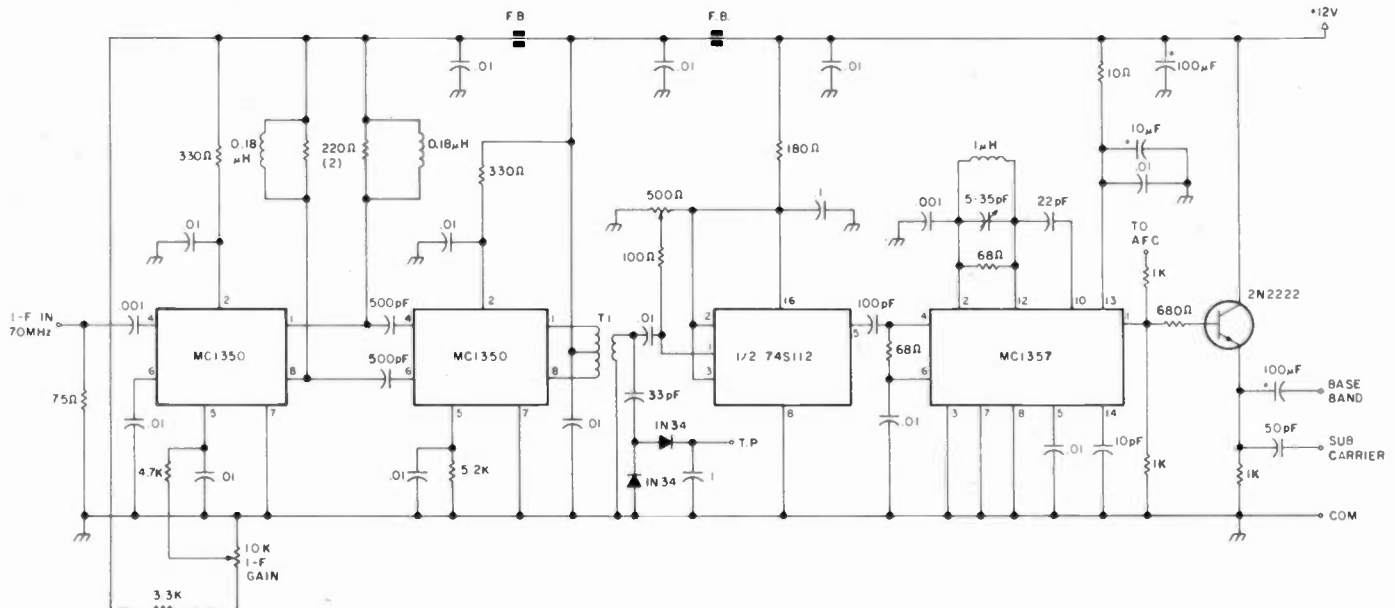 F.B
F.B.
+12V
.01
.01
.01
10Ω
+
100µF
330Ω
0.18
µH
220Ω
(2)
0.18µH
330Ω
180Ω
1µH
+
10µF
.01
500Ω
.1
.001
5-35pF
22pF
.01
.01
100Ω
68Ω
TO
AFC
1K
I-F IN
70MHz
.001
4
2
1
MC1350
6
8
5
7
500pF
500pF
4
2
1
MC1350
6
8
5
7
T1
.01
16
2
1
3
5
1/2 74S112
8
100pF
68Ω
2
12
10
13
4
1
MC1357
6
3
7
8
5
14
680Ω
2N2222
75Ω
.01
4.7K
.01
.01
5.2K
.01
33pF
1N34
T.P
1N34
.1
.01
.01
10pF
1K
+
100µF
BASE
BAND
50pF
SUB
CARRIER
1K
COM
10K
I-F
GAIN
3.3K